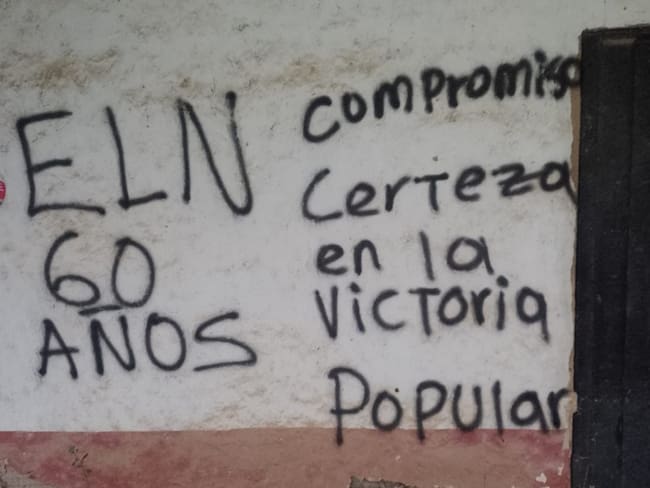 ELN
60
AÑOS
compromiso
Certeza
en la
Victoria
Popular